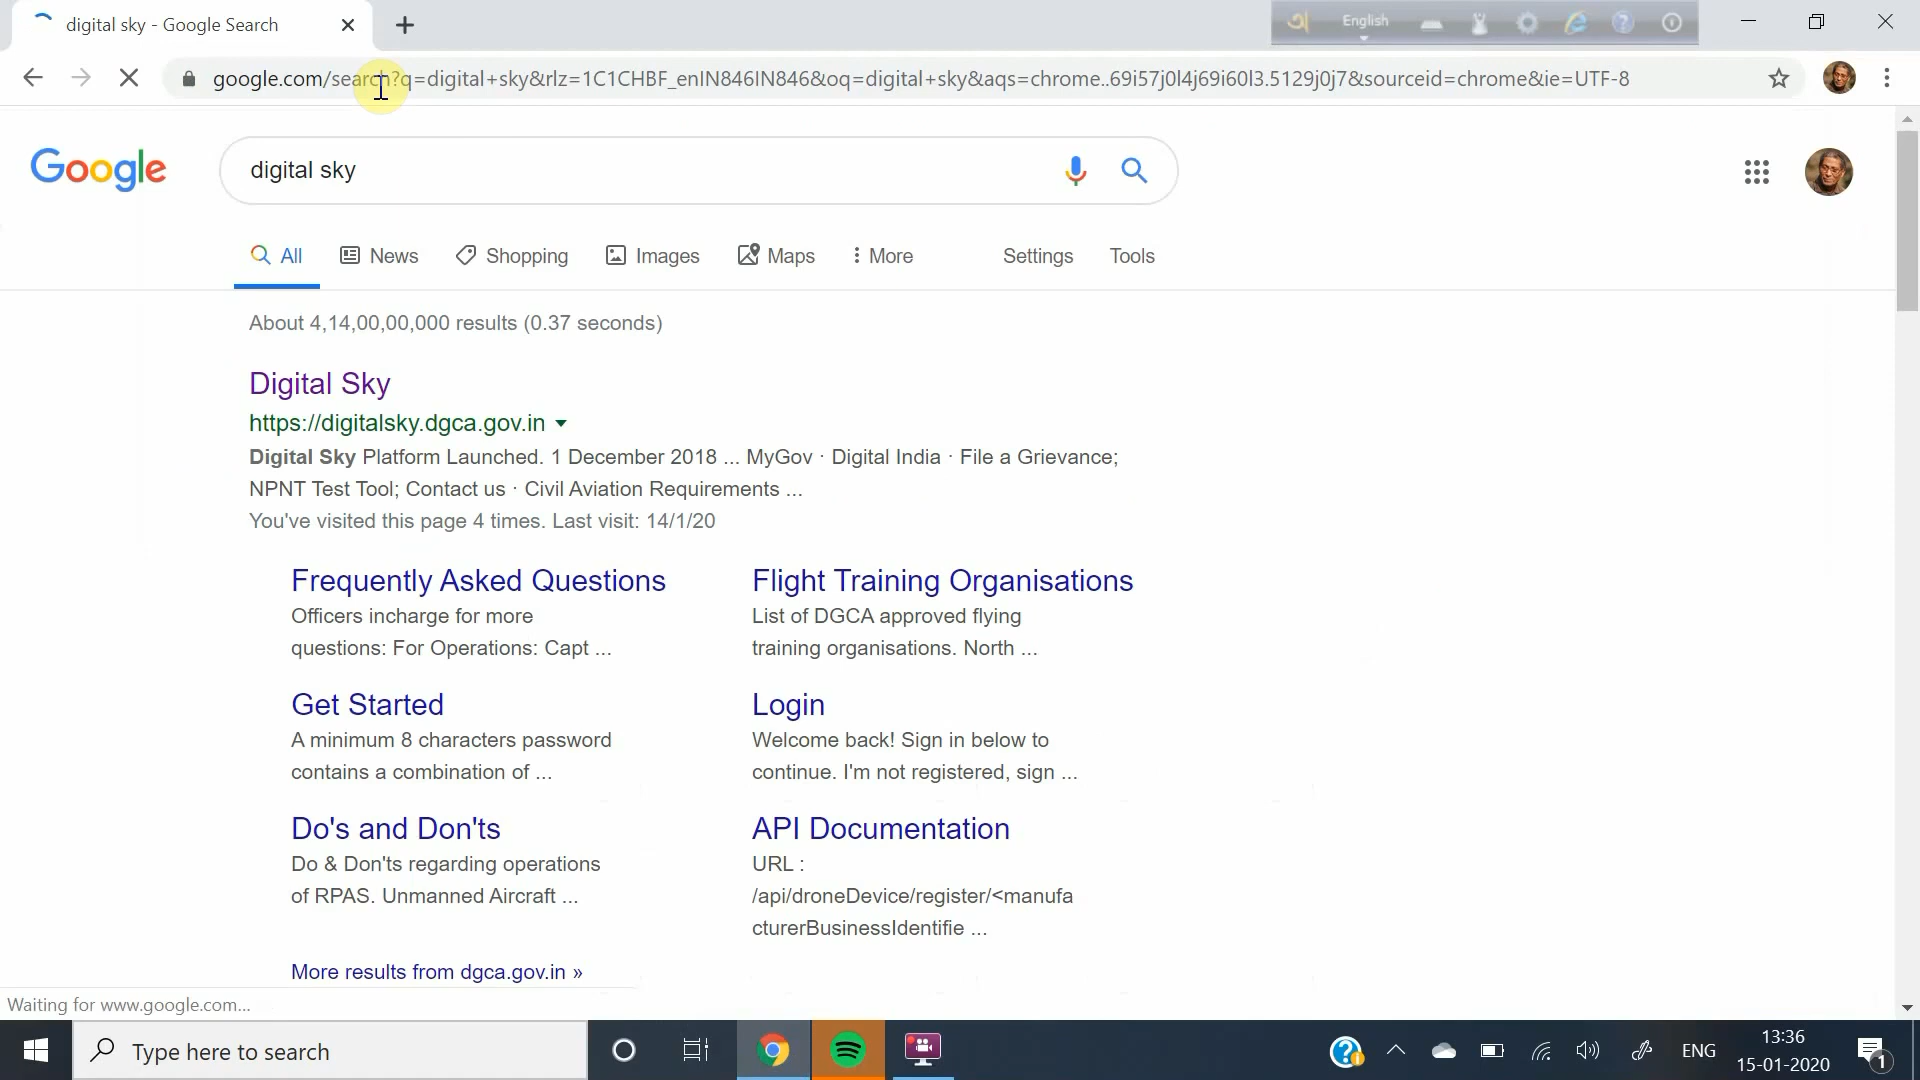 digital sky - Google Search
English
google.com/search?q=digital+sky&rlz=1C1CHBF_enIN846IN846&oq=digital+sky&aqs=chrome..69i57j0l4j69i60l3.5129j0j7&sourceid=chrome&ie=UTF-8
Google
digital sky
All News Shopping Images Maps More Settings Tools
About 4,14,00,00,000 results (0.37 seconds)
Digital Sky
https://digitalsky.dgca.gov.in
Digital Sky Platform Launched. 1 December 2018 ... MyGov · Digital India · File a Grievance;
NPNT Test Tool; Contact us · Civil Aviation Requirements ...
You've visited this page 4 times. Last visit: 14/1/20
Frequently Asked Questions
Officers incharge for more
questions: For Operations: Capt ...
Flight Training Organisations
List of DGCA approved flying
training organisations. North ...
Get Started
A minimum 8 characters password
contains a combination of ...
Login
Welcome back! Sign in below to
continue. I'm not registered, sign ...
Do's and Don'ts
Do & Don'ts regarding operations
of RPAS. Unmanned Aircraft ...
API Documentation
URL :
/api/droneDevice/register/<manufa
cturerBusinessIdentifie ...
More results from dgca.gov.in »
Waiting for www.google.com...
Type here to search
ENG
13:36
15-01-2020
1